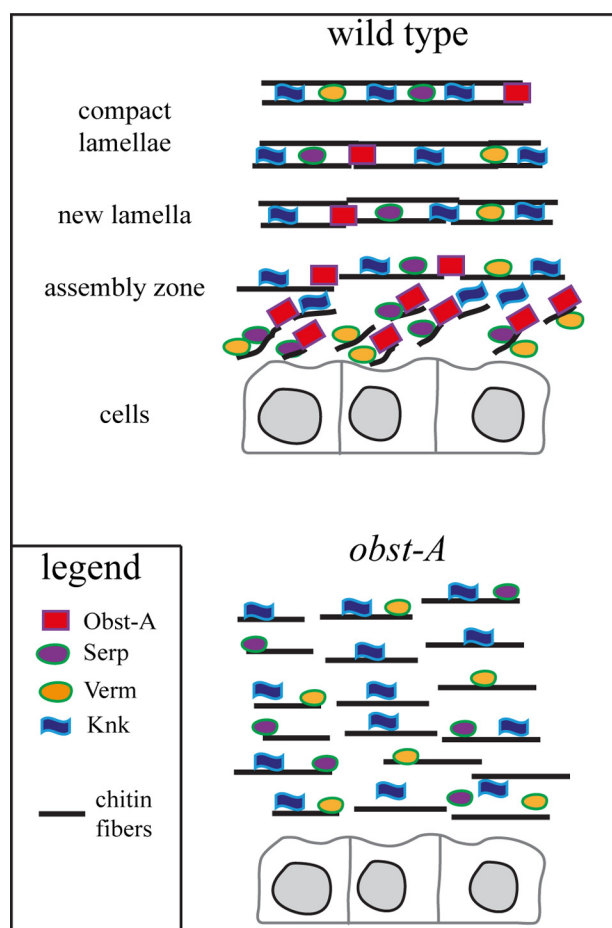 wild type
compact
lamellae
new lamella
assembly zone
cells
obst-A
legend
Obst-A
Serp
Verm
Knk
chitin
fibers